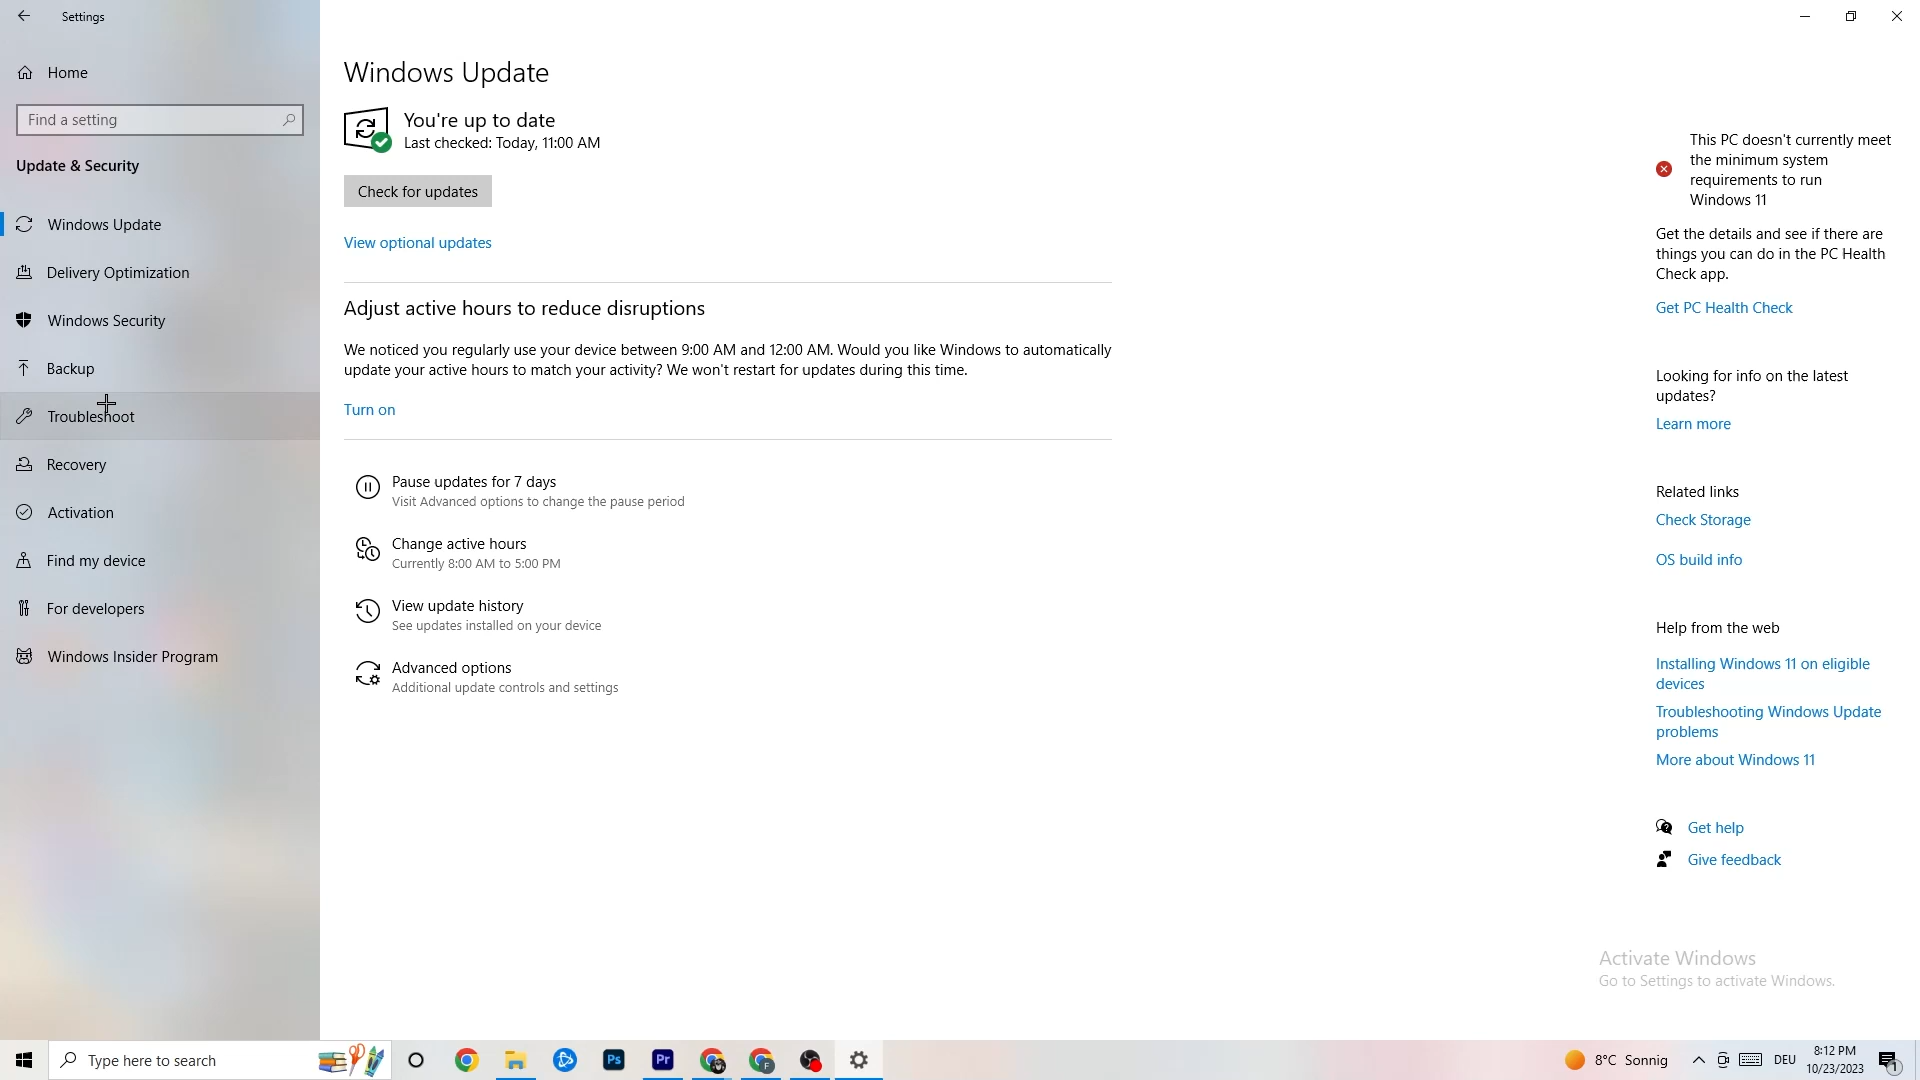 Settings
Home
Find a setting
Update & Security
Windows Update
Delivery Optimization
Windows Security
Backup
Troubleshoot
Recovery
Activation
Find my device
For developers
Windows Insider Program
Windows Update
You're up to date
Last checked: Today, 11:00 AM
Check for updates
View optional updates
Adjust active hours to reduce disruptions
We noticed you regularly use your device between 9:00 AM and 12:00 AM. Would you like Windows to automatically
update your active hours to match your activity? We won't restart for updates during this time.
Turn on
Pause updates for 7 days
Visit Advanced options to change the pause period
Change active hours
Currently 8:00 AM to 5:00 PM
View update history
See updates installed on your device
Advanced options
Additional update controls and settings
This PC doesn't currently meet
the minimum system
requirements to run
Windows 11
Get the details and see if there are
things you can do in the PC Health
Check app.
Get PC Health Check
Looking for info on the latest
updates?
Learn more
Related links
Check Storage
OS build info
Help from the web
Installing Windows 11 on eligible
devices
Troubleshooting Windows Update
problems
More about Windows 11
Get help
Give feedback
Activate Windows
Go to Settings to activate Windows.
Type here to search
Ps
Pr
F
8°C Sonnig
DEU
8:12 PM
10/23/2023
1